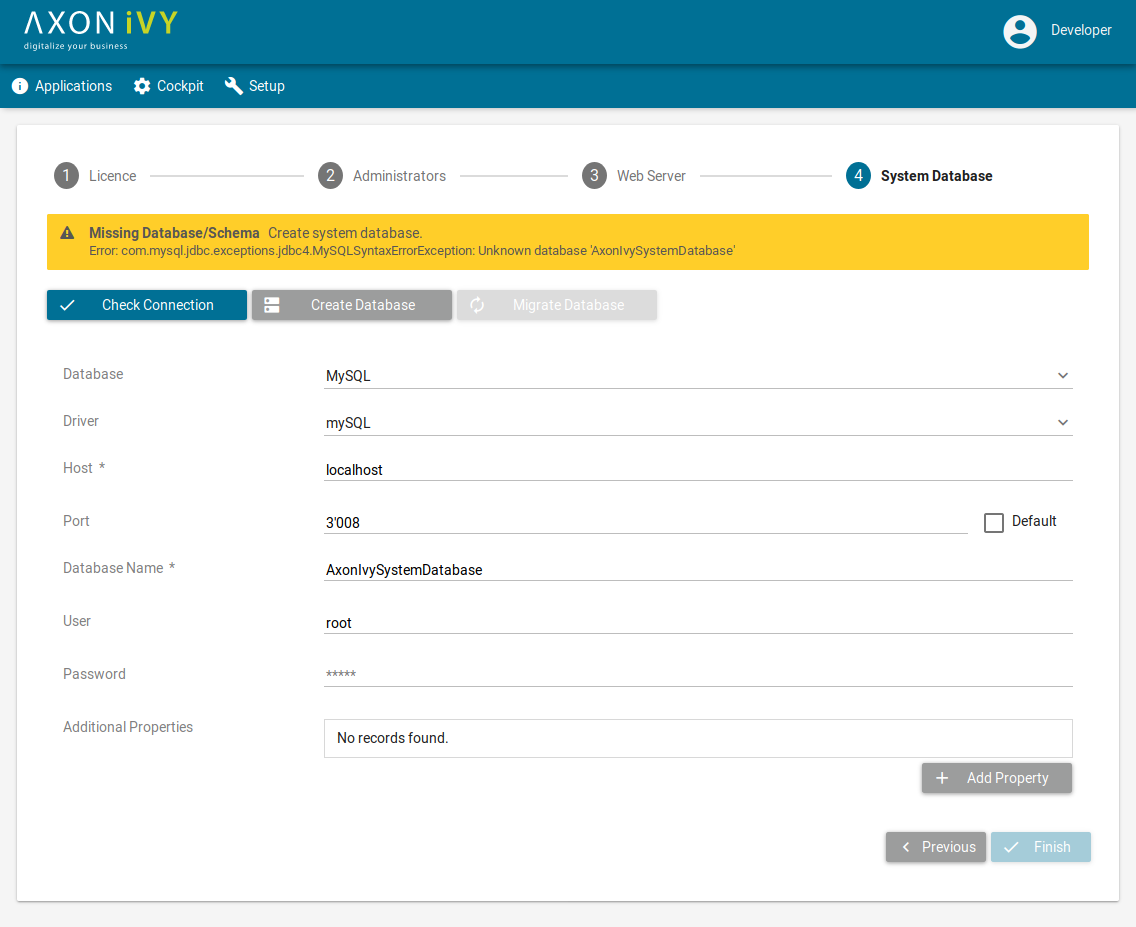 AXON iVY
digitalize your business
Developer
Applications Cockpit Setup
1 Licence 2 Administrators 3 Web Server 4 System Database
Missing Database/Schema Create system database.
Error: com.mysql.jdbc.exceptions.jdbc4.MySQLSyntaxErrorException: Unknown database 'AxonIvySystemDatabase'
Check Connection Create Database Migrate Database
Database MySQL
Driver mySQL
Host * localhost
Port 3'008 Default
Database Name * AxonIvySystemDatabase
User root
Password *****
Additional Properties No records found.
Add Property
Previous Finish